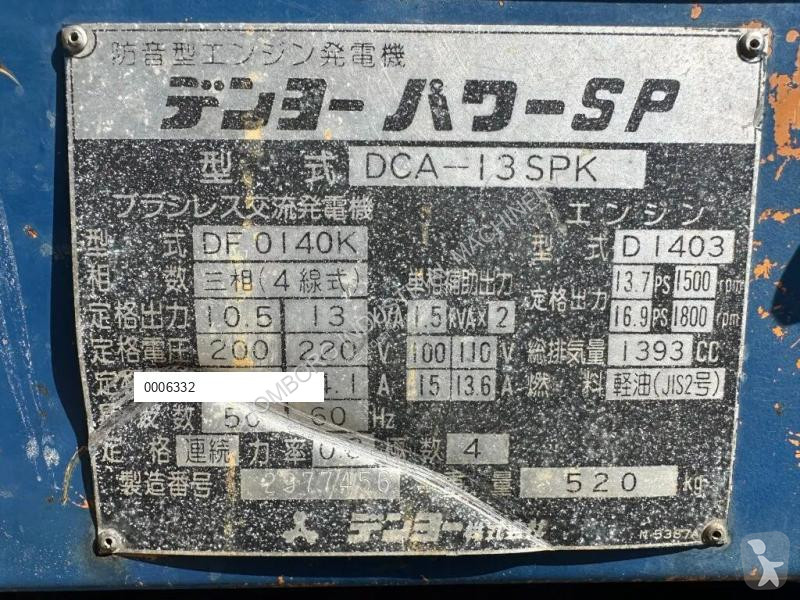 防音型エンジン発電機
デンヨーパワーSP
型式 DCA-13SPK
ブラシレス交流発電機 エンジン
型式 DF0140K 型式 D1403
相数 三相(4線式) 単相補助出力 定格出力 13.7 PS 1500 rpm
定格出力 10.5 13 kVA 1.5 kVA×2 16.9 PS 1800 rpm
定格電圧 200 220 V 100 110 V 総排気量 1393 CC
0006332 4.1 A 15 13.6 A 燃料 軽油(JIS2号)
数 60 Hz
定格 連続 力率 数 4
製造番号 2977456 量 520 kg
デンヨー